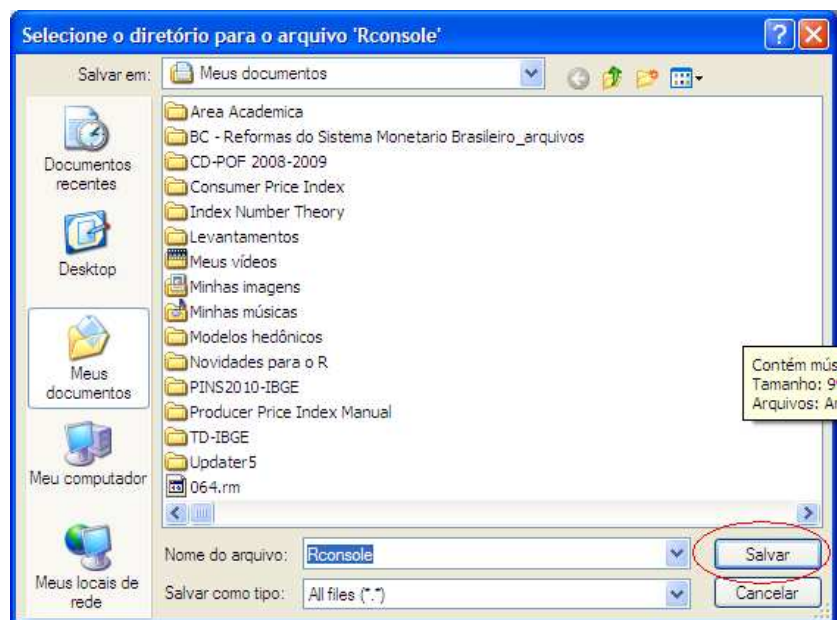 Selecione o diretório para o arquivo 'Rconsole'
Salvar em:
Meus documentos
Documentos
recentes
Desktop
Meus
documentos
Meu computador
Meus locais de
rede
Area Academica
BC - Reformas do Sistema Monetario Brasileiro_arquivos
CD-POF 2008-2009
Consumer Price Index
Index Number Theory
Levantamentos
Meus vídeos
Minhas imagens
Minhas músicas
Modelos hedônicos
Novidades para o R
PINS2010-IBGE
Producer Price Index Manual
TD-IBGE
Updater5
064.rm
Contém
Tamanho:
Arquivos:
Nome do arquivo:
Rconsole
Salvar
Salvar como tipo:
All files (*.*)
Cancelar